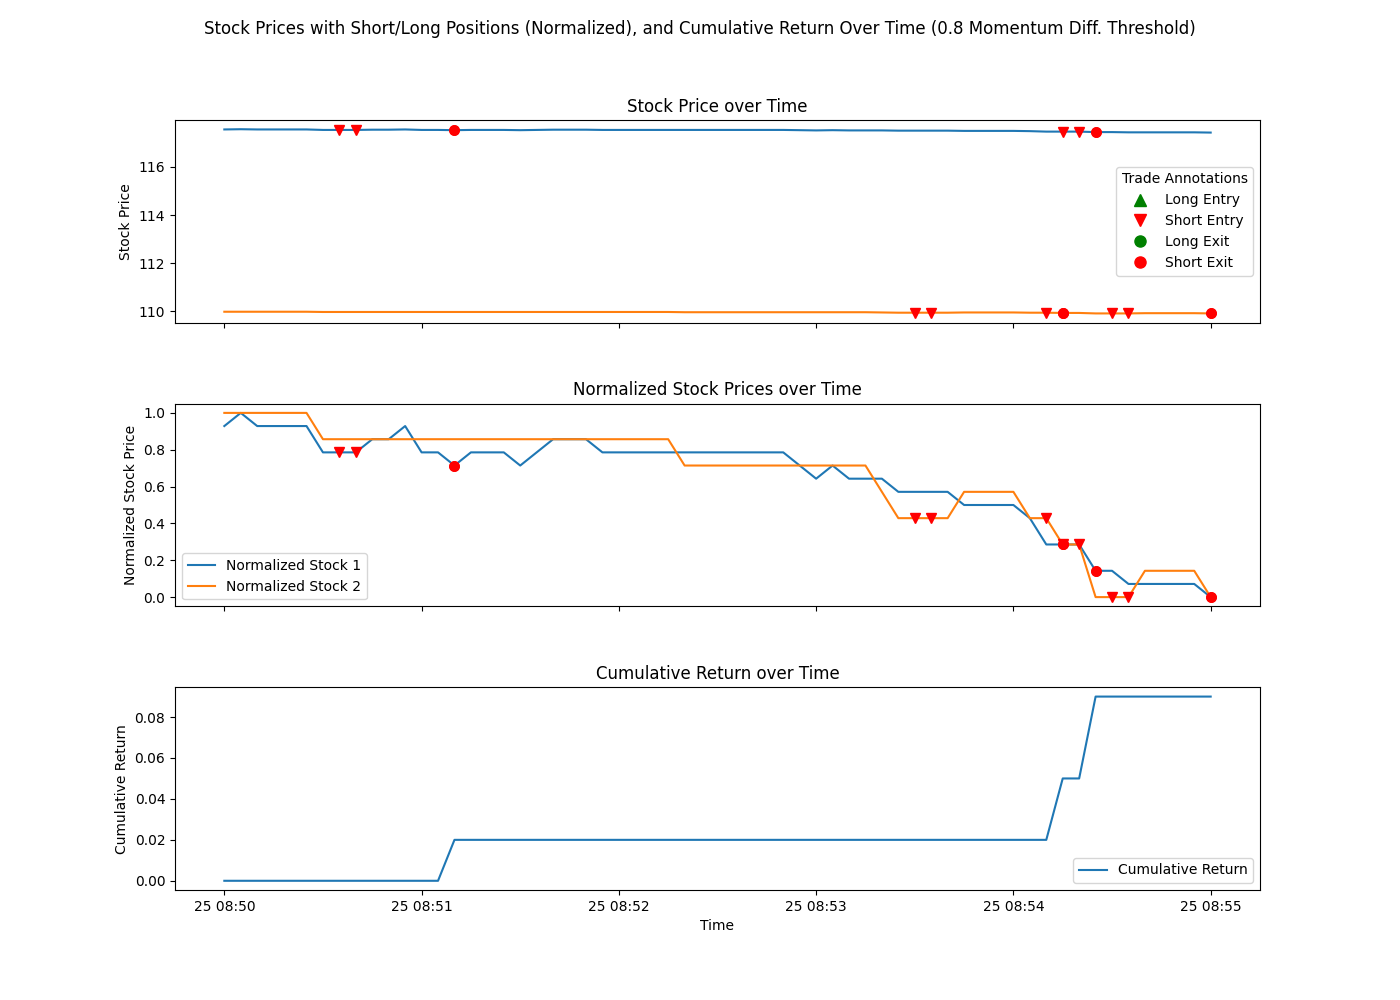 Stock Prices with Short/Long Positions (Normalized), and Cumulative Return Over Time (0.8 Momentum Diff. Threshold)
Stock Price over Time
Stock Price
116
114
112
110
Trade Annotations
Long Entry
Short Entry
Long Exit
Short Exit
Normalized Stock Prices over Time
Normalized Stock Price
1.0
0.8
0.6
0.4
0.2
0.0
Normalized Stock 1
Normalized Stock 2
Cumulative Return over Time
Cumulative Return
0.08
0.06
0.04
0.02
0.00
Cumulative Return
25 08:50
25 08:51
25 08:52
25 08:53
25 08:54
25 08:55
Time